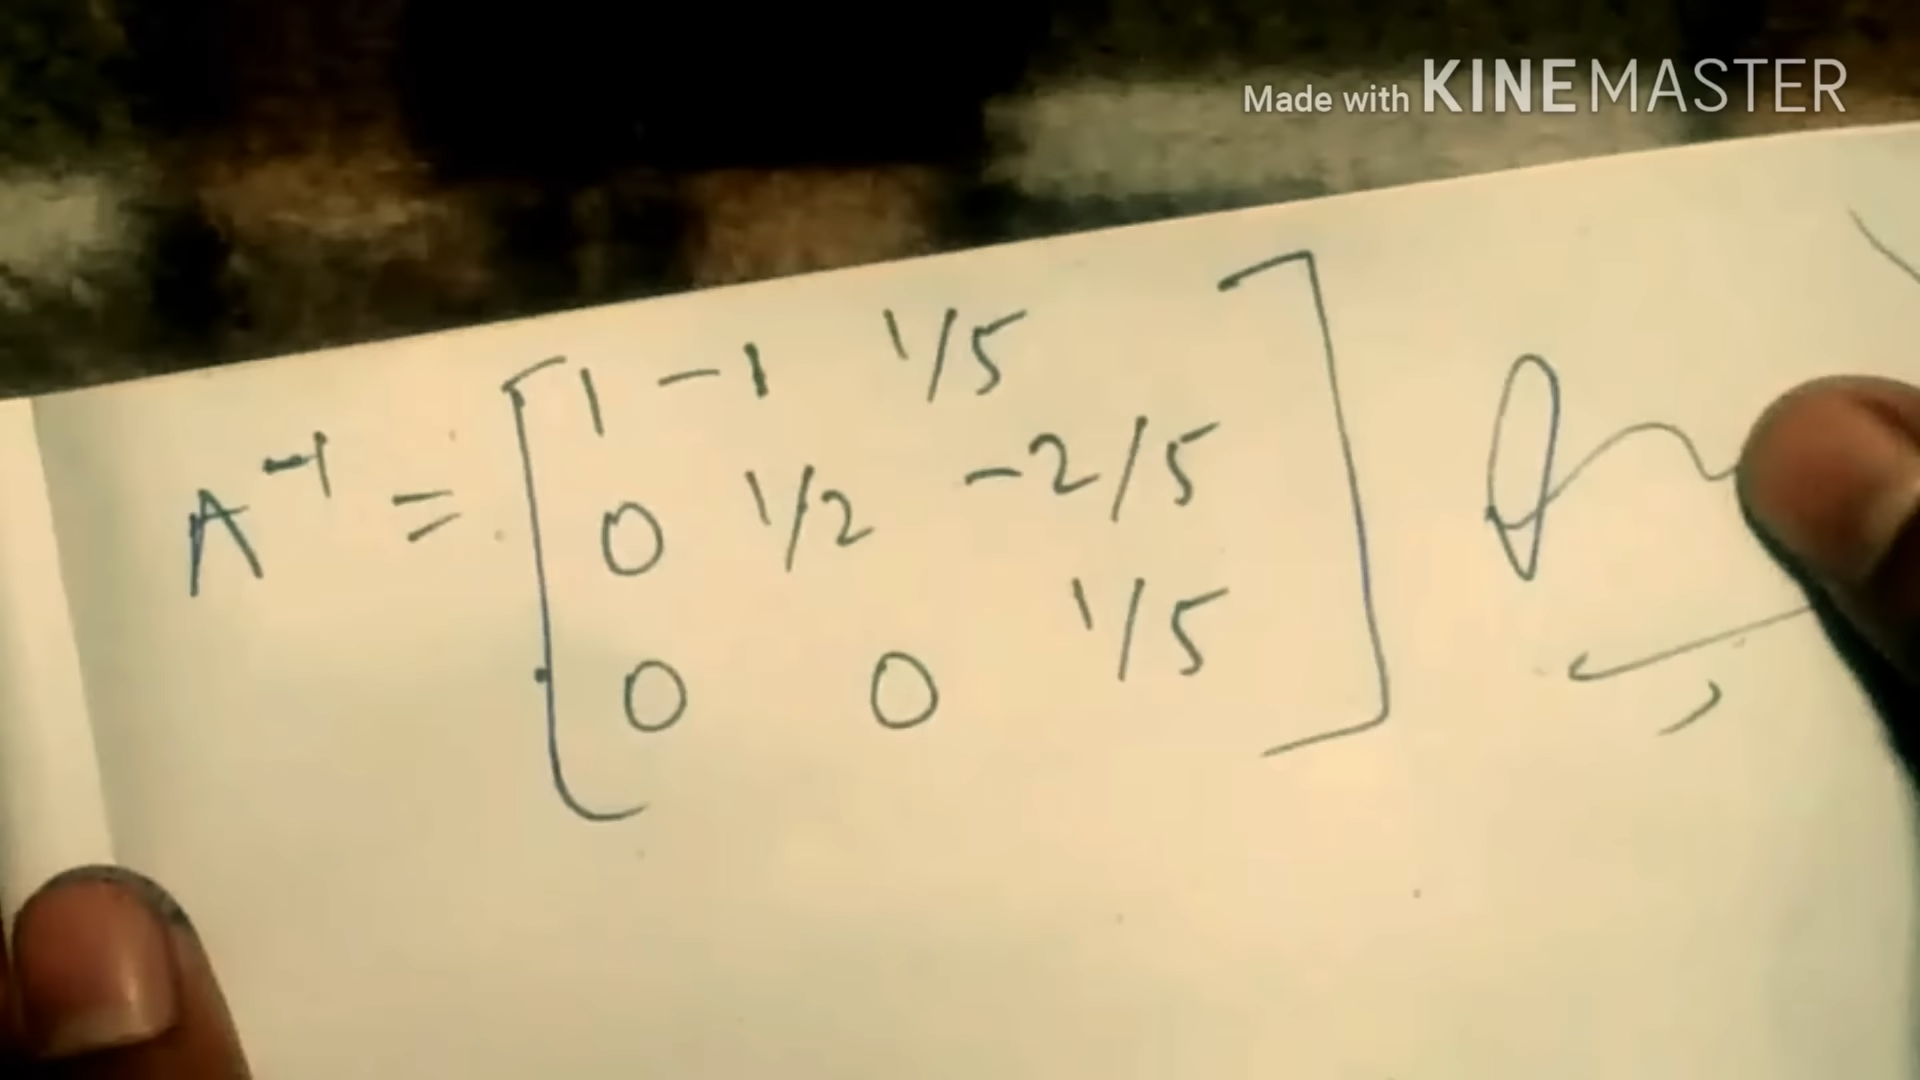 Made with KINEMASTER
1 -1 1/5
A⁻¹ = 0 1/2 -2/5
0 0 1/5